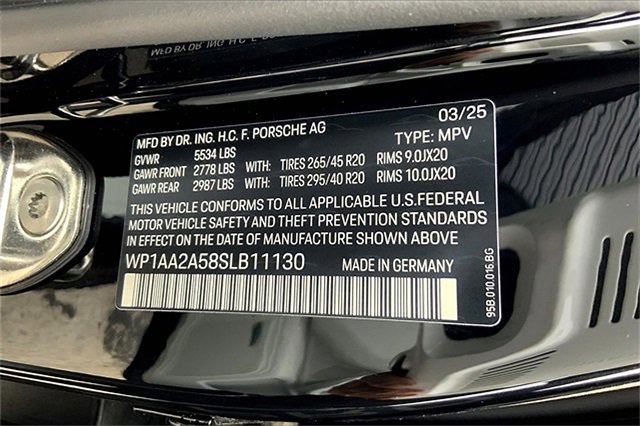 MFD BY DR. ING. H.C. F. PORSCHE AG 03/25
GVWR 5534 LBS TYPE: MPV
GAWR FRONT 2778 LBS WITH: TIRES 265/45 R20 RIMS 9.0JX20
GAWR REAR 2987 LBS WITH: TIRES 295/40 R20 RIMS 10.0JX20
THIS VEHICLE CONFORMS TO ALL APPLICABLE U.S.FEDERAL
MOTOR VEHICLE SAFETY AND THEFT PREVENTION STANDARDS
IN EFFECT ON THE DATE OF MANUFACTURE SHOWN ABOVE
WP1AA2A58SLB11130 MADE IN GERMANY
95B.010.016.BG